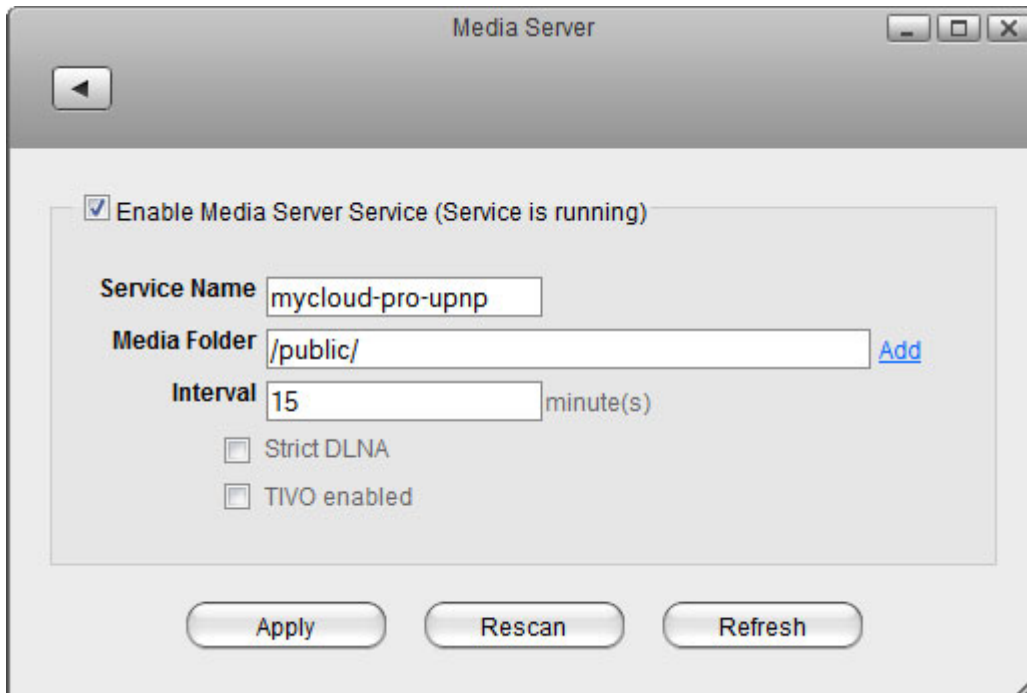 Media Server
Enable Media Server Service (Service is running)
Service Name mycloud-pro-upnp
Media Folder /public/ Add
Interval 15 minute(s)
Strict DLNA
TIVO enabled
Apply Rescan Refresh